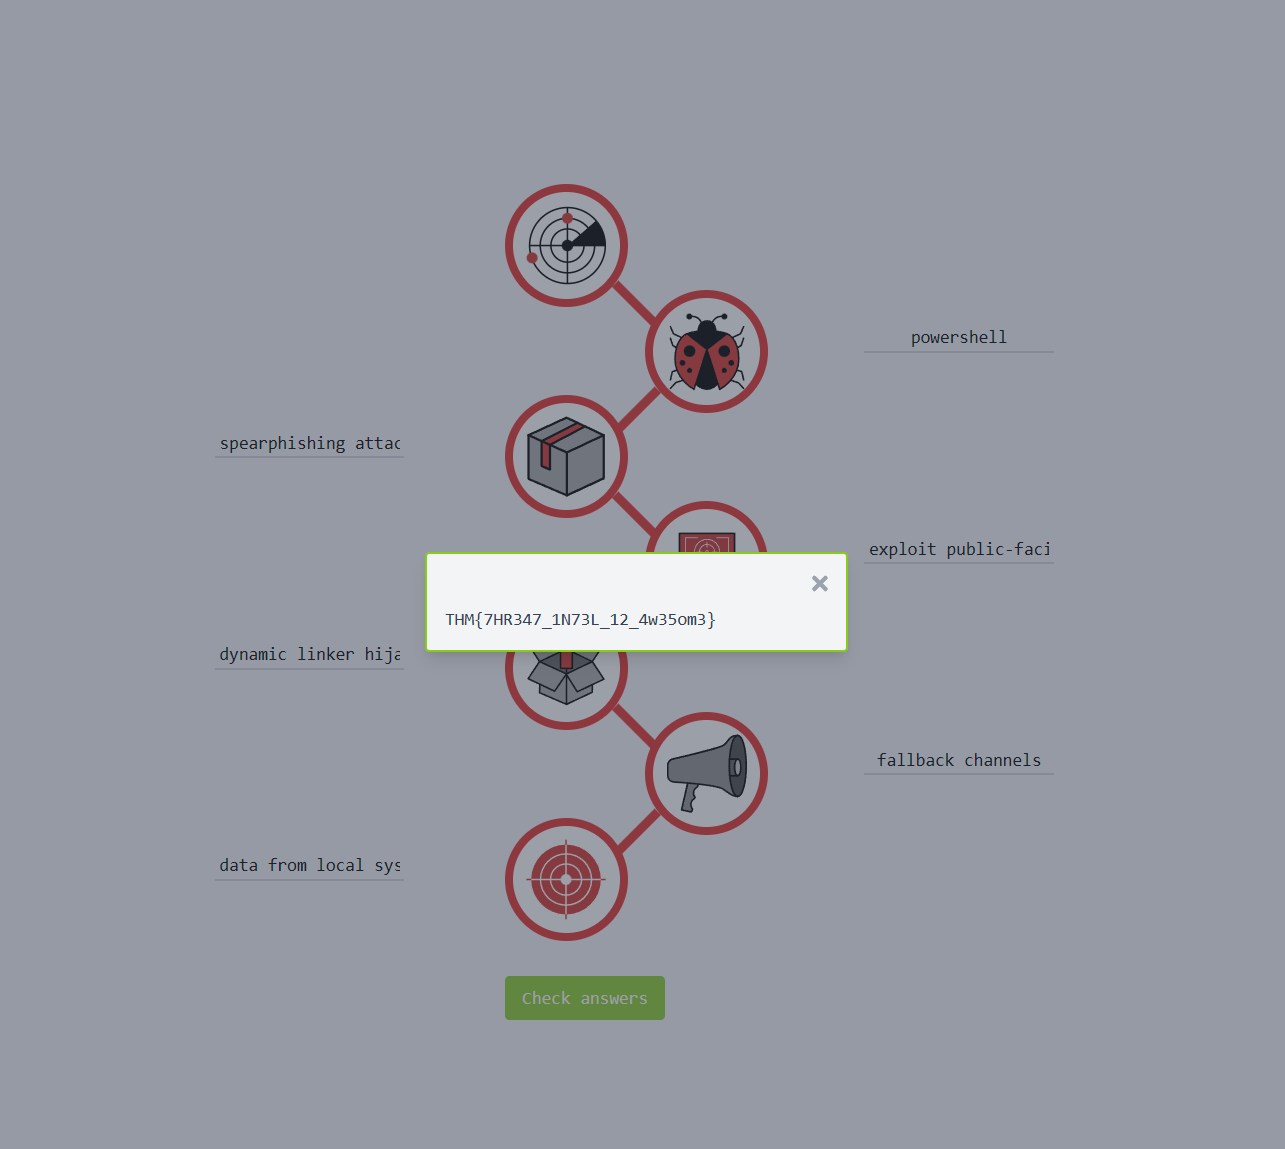 powershell
spearphishing attac
exploit public-faci
THM{7HR347_1N73L_12_4w35om3}
dynamic linker hija
fallback channels
data from local sys
Check answers